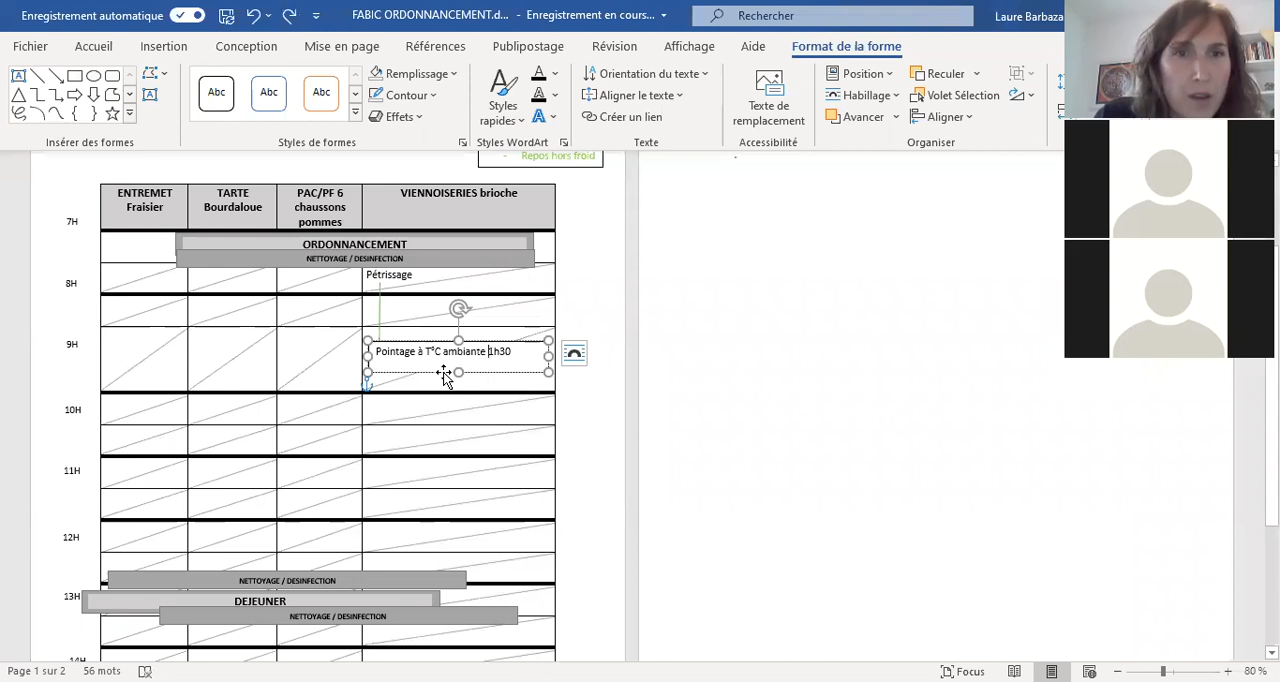 Enregistrement automatique
FABIC ORDONNANCEMENT.d... - Enregistrement en cours...
Rechercher
Laure Barbaza
Fichier Accueil Insertion Conception Mise en page Références Publipostage Révision Affichage Aide Format de la forme
Abc Abc Abc
Remplissage
Contour
Effets
Styles rapides
A
A
A
Orientation du texte
Aligner le texte
Créer un lien
Texte de remplacement
Position
Habillage
Avancer
Reculer
Volet Sélection
Aligner
Insérer des formes Styles de formes Styles WordArt Texte Accessibilité Organiser
- Repos hors froid
ENTREMET Fraisier
TARTE Bourdaloue
PAC/PF 6 chaussons pommes
VIENNOISERIES brioche
7H
ORDONNANCEMENT
NETTOYAGE / DESINFECTION
Pétrissage
8H
9H
Pointage à T°C ambiante 1h30
10H
11H
12H
NETTOYAGE / DESINFECTION
13H
DEJEUNER
NETTOYAGE / DESINFECTION
14H
Page 1 sur 2 56 mots Focus 80 %